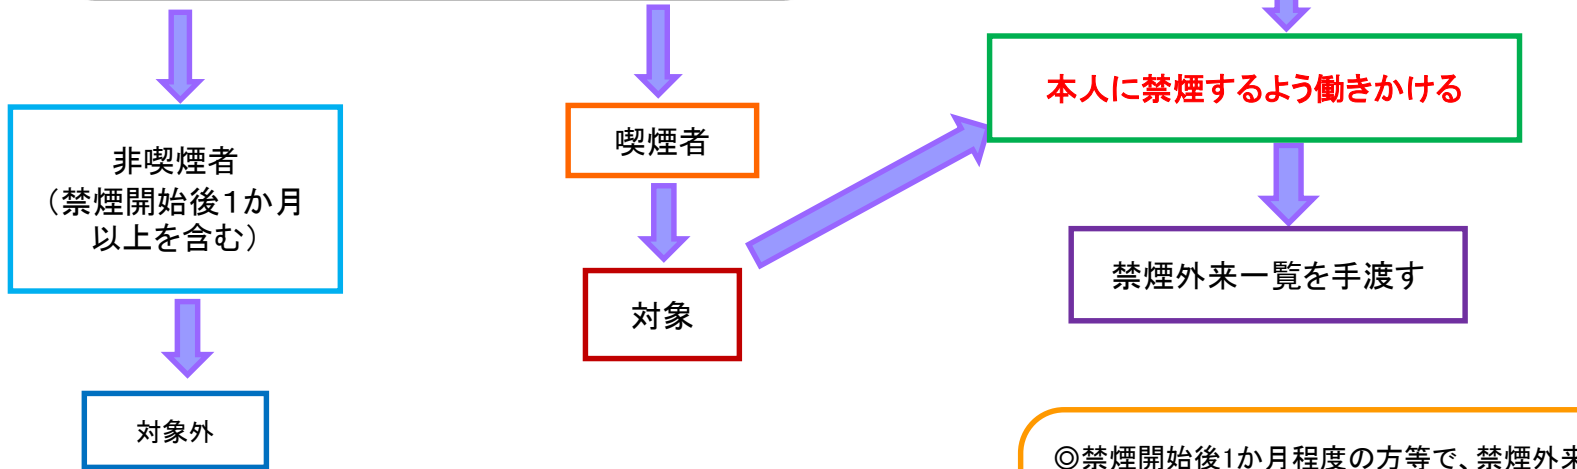 本人に禁煙するよう働きかける
喫煙者
非喫煙者
（禁煙開始後１か月
以上を含む）
禁煙外来一覧を手渡す
対象
対象外
◎禁煙開始後1か月程度の方等で、禁煙外来